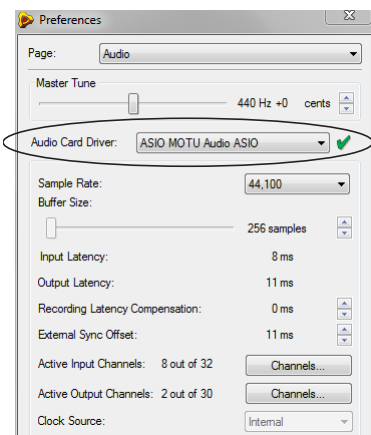 Preferences
Page: Audio
Master Tune
440 Hz +0 cents
Audio Card Driver: ASIO MOTU Audio ASIO
Sample Rate: 44,100
Buffer Size:
256 samples
Input Latency: 8 ms
Output Latency: 11 ms
Recording Latency Compensation: 0 ms
External Sync Offset: 11 ms
Active Input Channels: 8 out of 32 Channels...
Active Output Channels: 2 out of 30 Channels...
Clock Source: Internal